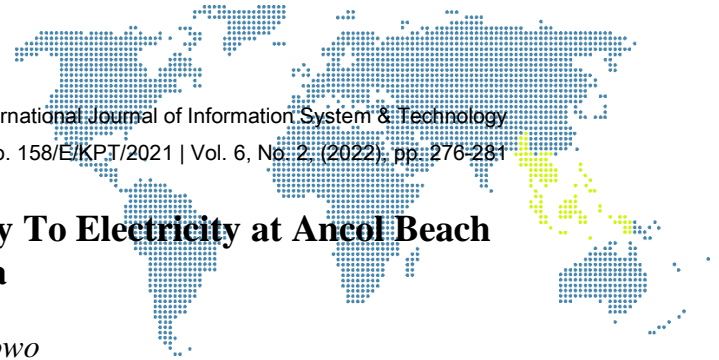 rnational Journal of Information System & Technology
o. 158/E/KPT/2021 | Vol. 6, No. 2, (2022), pp. 276-281
y To Electricity at Ancol Beach
a
owo